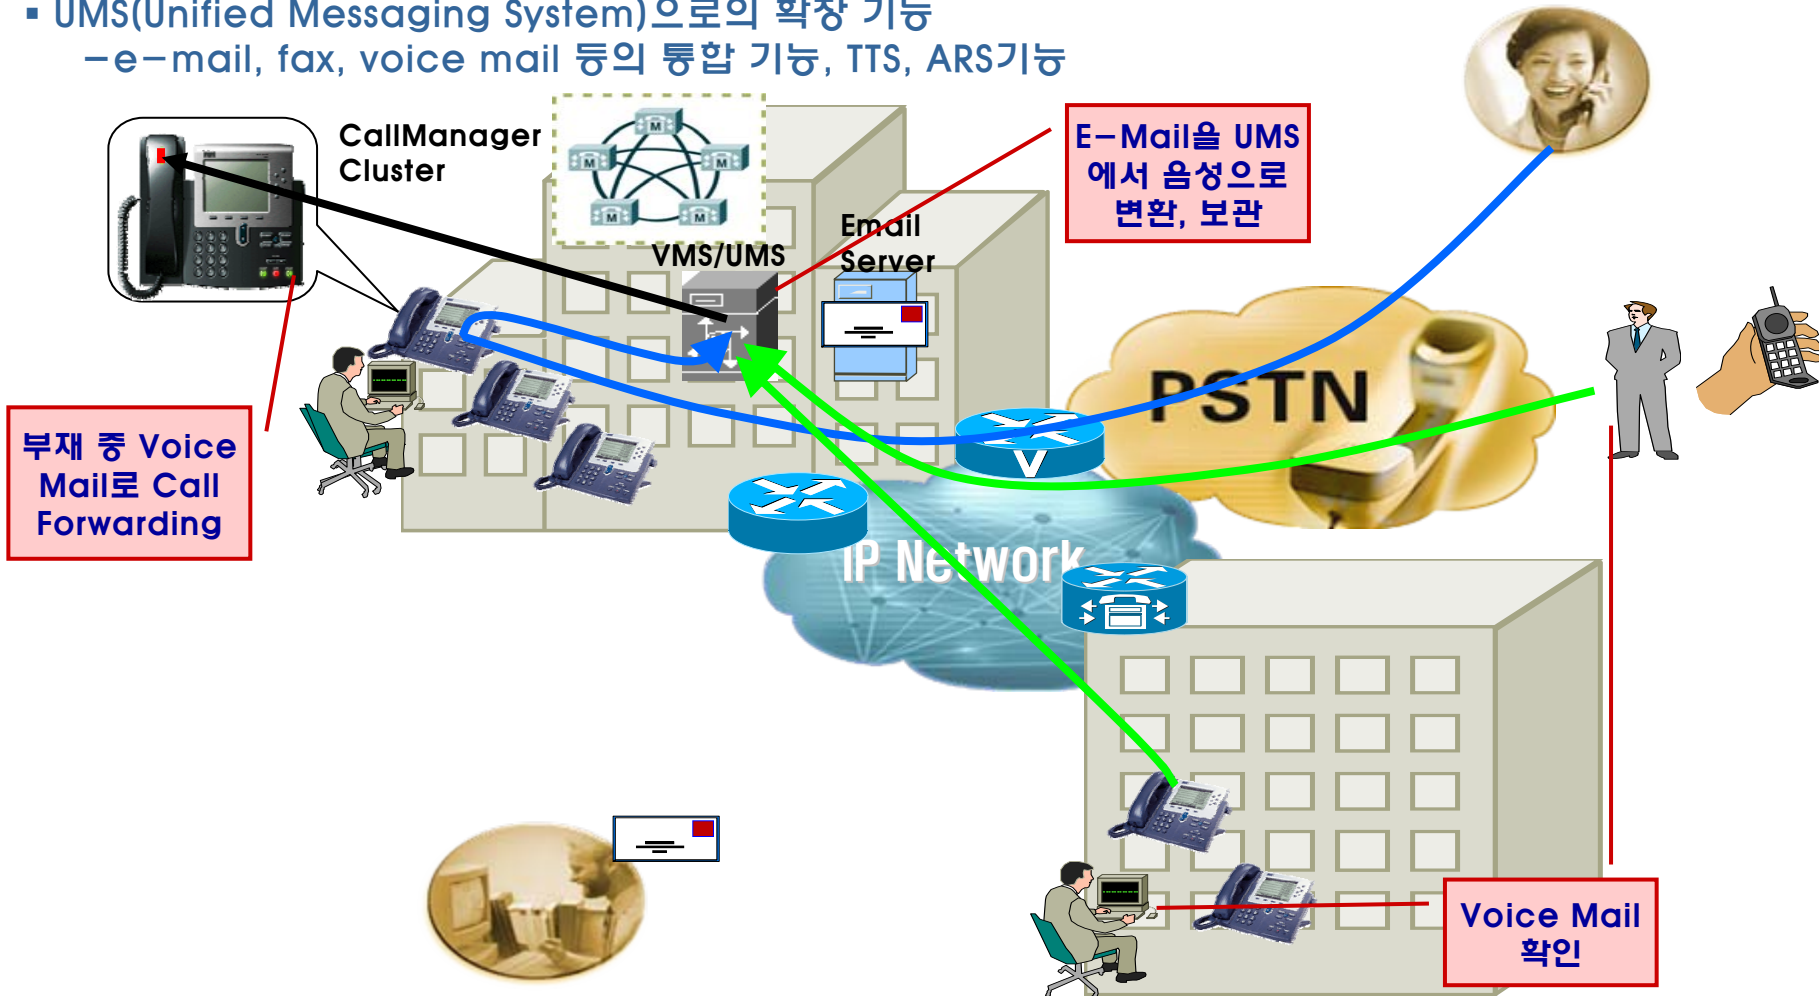 ▪ UMS(Unified Messaging System)으로의 확장 기능
–e–mail, fax, voice mail 등의 통합 기능, TTS, ARS기능
CallManager
Cluster
M
M
M
M
M
E–Mail을 UMS
에서 음성으로
변환, 보관
VMS/UMS
Email
Server
PSTN
부재 중 Voice
Mail로 Call
Forwarding
V
IP Network
Voice Mail
확인